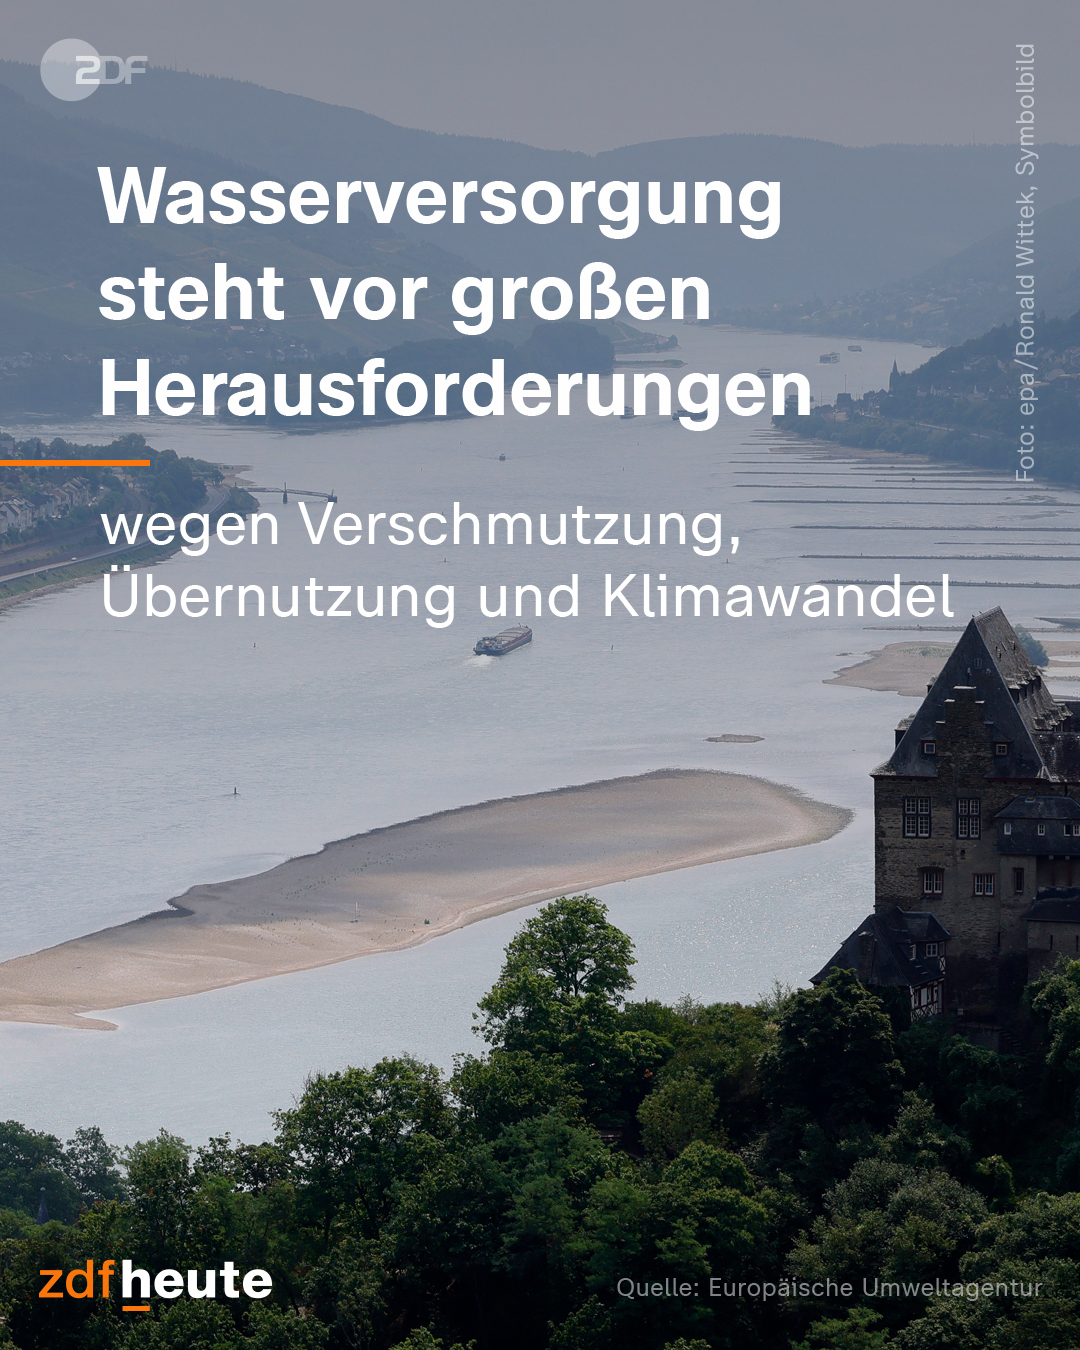 ZDF
Foto: epa/Ronald Wittek, Symbolbild
Wasserversorgung
steht vor großen
Herausforderungen
wegen Verschmutzung,
Übernutzung und Klimawandel
zdfheute
Quelle: Europäische Umweltagentur